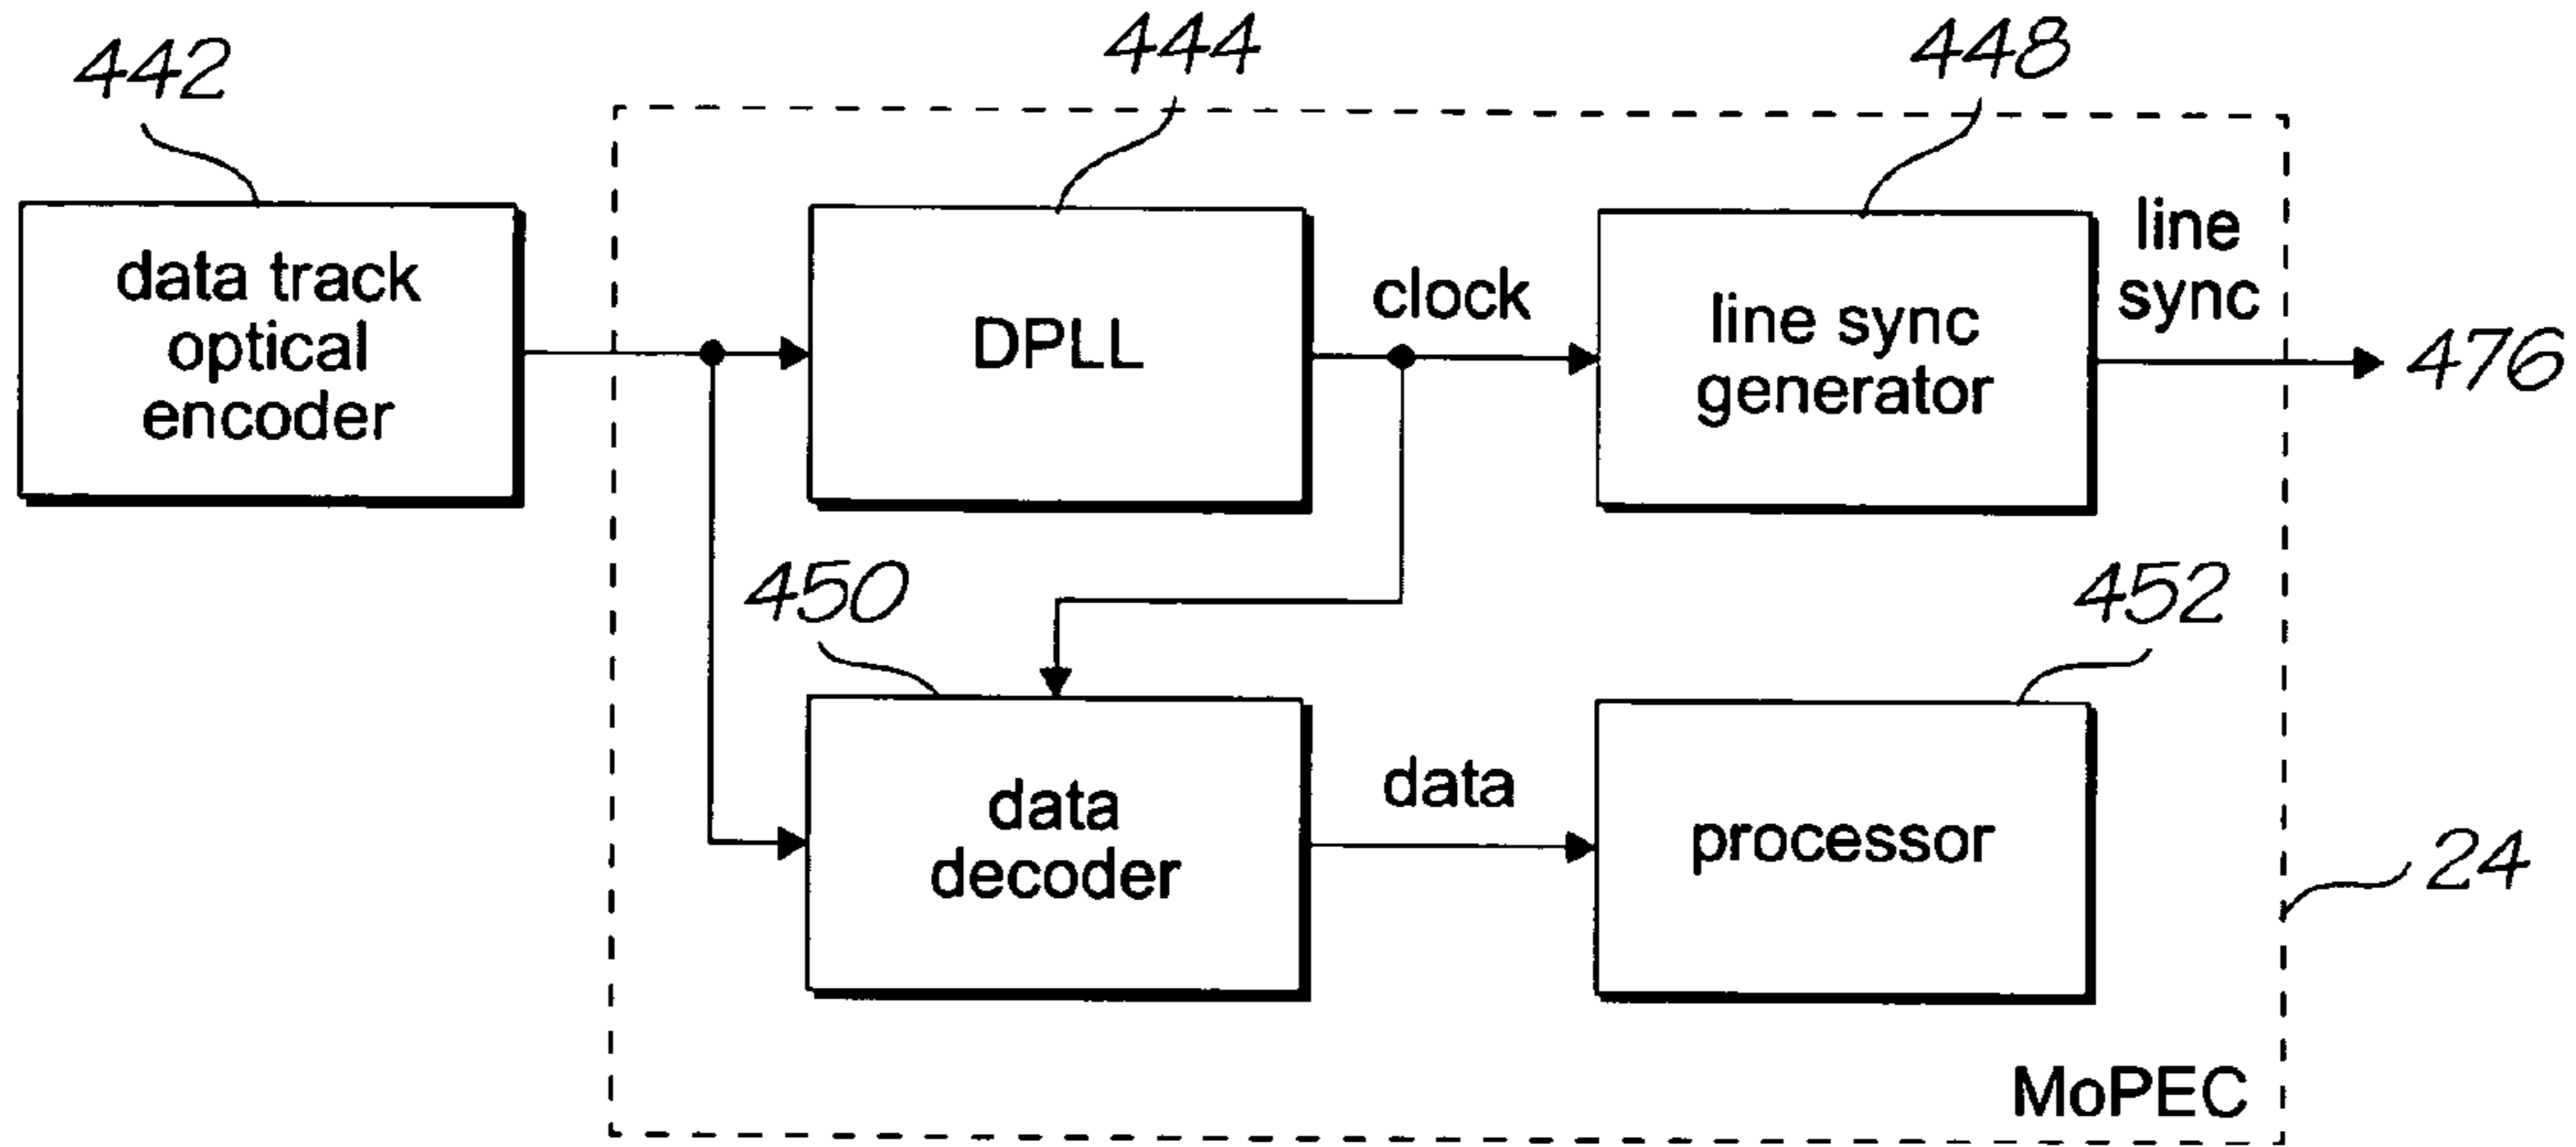 442
444
448
data track
optical
encoder
DPLL
clock
line sync
generator
line
sync
476
450
452
data
decoder
data
processor
24
MoPEC